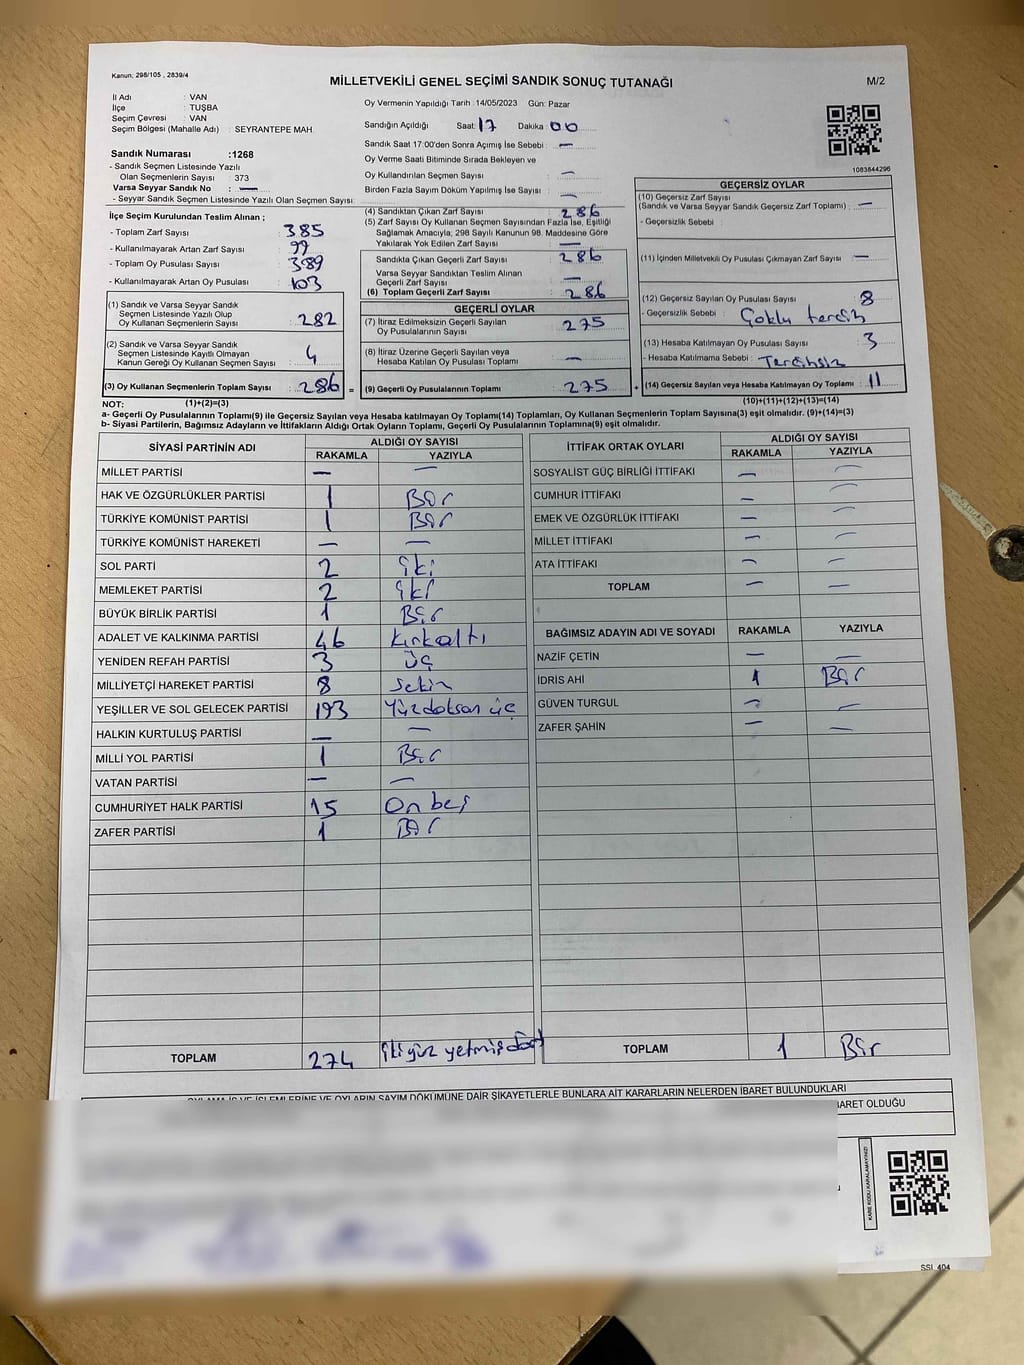 Kanun: 298/105 , 2839/4
MİLLETVEKİLİ GENEL SEÇİMİ SANDIK SONUÇ TUTANAĞI
M/2
İl Adı : VAN
İlçe : TUŞBA
Seçim Çevresi : VAN
Seçim Bölgesi (Mahalle Adı) : SEYRANTEPE MAH.
Oy Vermenin Yapıldığı Tarih : 14/05/2023 Gün: Pazar
Sandığın Açıldığı Saat: 17 Dakika 00
Sandık Saat 17:00'den Sonra Açımış İse Sebebi : —
Oy Verme Saati Bitiminde Sırada Bekleyen ve
Oy Kullandırılan Seçmen Sayısı : —
Birden Fazla Sayım Döküm Yapılmış İse Sayısı : —
1083844296
Sandık Numarası :1268
- Sandık Seçmen Listesinde Yazılı
Olan Seçmenlerin Sayısı : 373
Varsa Seyyar Sandık No : —
- Seyyar Sandık Seçmen Listesinde Yazılı Olan Seçmen Sayısı
İlçe Seçim Kurulundan Teslim Alınan ;
- Toplam Zarf Sayısı : 385
- Kullanılmayarak Artan Zarf Sayısı : 99
- Toplam Oy Pusulası Sayısı : 389
- Kullanılmayarak Artan Oy Pusulası : 103
(1) Sandık ve Varsa Seyyar Sandık
Seçmen Listesinde Yazılı Olup
Oy Kullanan Seçmenlerin Sayısı : 282
(2) Sandık ve Varsa Seyyar Sandık
Seçmen Listesinde Kayıtlı Olmayan
Kanun Gereği Oy Kullanan Seçmen Sayısı : 4
(3) Oy Kullanan Seçmenlerin Toplam Sayısı : 286 =
(4) Sandıktan Çıkan Zarf Sayısı : 286
(5) Zarf Sayısı Oy Kullanan Seçmen Sayısından Fazla İse, Eşitliği
Sağlamak Amacıyla, 298 Sayılı Kanunun 98. Maddesine Göre
Yakılarak Yok Edilen Zarf Sayısı : —
Sandıkta Çıkan Geçerli Zarf Sayısı : 286
Varsa Seyyar Sandıktan Teslim Alınan
Geçerli Zarf Sayısı : —
(6) Toplam Geçerli Zarf Sayısı : 286
GEÇERLİ OYLAR
(7) İtiraz Edilmeksizin Geçerli Sayılan
Oy Pusulalarının Sayısı : 275
(8) İtiraz Üzerine Geçerli Sayılan veya
Hesaba Katılan Oy Pusulası Toplamı : —
(9) Geçerli Oy Pusulalarının Toplamı : 275 +
GEÇERSİZ OYLAR
(10) Geçersiz Zarf Sayısı
(Sandık ve Varsa Seyyar Sandık Geçersiz Zarf Toplamı) : —
- Geçersizlik Sebebi :
(11) İçinden Milletvekili Oy Pusulası Çıkmayan Zarf Sayısı : —
(12) Geçersiz Sayılan Oy Pusulası Sayısı : 8
- Geçersizlik Sebebi : Çoklu tercih
(13) Hesaba Katılmayan Oy Pusulası Sayısı : 3
- Hesaba Katılmama Sebebi : Tercihsiz
(14) Geçersiz Sayılan veya Hesaba Katılmayan Oy Toplamı : 11
NOT: (1)+(2)=(3)
(10)+(11)+(12)+(13)=(14)
a- Geçerli Oy Pusulalarının Toplamı(9) ile Geçersiz Sayılan veya Hesaba katılmayan Oy Toplamı(14) Toplamları, Oy Kullanan Seçmenlerin Toplam Sayısına(3) eşit olmalıdır. (9)+(14)=(3)
b- Siyasi Partilerin, Bağımsız Adayların ve İttifakların Aldığı Ortak Oyların Toplamı, Geçerli Oy Pusulalarının Toplamına(9) eşit olmalıdır.
SİYASİ PARTİNİN ADI ALDIĞI OY SAYISI
RAKAMLA YAZIYLA
MİLLET PARTİSİ — —
HAK VE ÖZGÜRLÜKLER PARTİSİ 1 Bir
TÜRKİYE KOMÜNİST PARTİSİ 1 Bir
TÜRKİYE KOMÜNİST HAREKETİ — —
SOL PARTİ 2 iki
MEMLEKET PARTİSİ 2 iki
BÜYÜK BİRLİK PARTİSİ 1 Bir
ADALET VE KALKINMA PARTİSİ 46 Kırkaltı
YENİDEN REFAH PARTİSİ 3 üç
MİLLİYETÇİ HAREKET PARTİSİ 8 Sekiz
YEŞİLLER VE SOL GELECEK PARTİSİ 193 Yüzdoksan üç
HALKIN KURTULUŞ PARTİSİ — —
MİLLİ YOL PARTİSİ 1 Bir
VATAN PARTİSİ — —
CUMHURİYET HALK PARTİSİ 15 On beş
ZAFER PARTİSİ 1 Bir
TOPLAM 274 ikiyüz yetmiş dört
İTTİFAK ORTAK OYLARI ALDIĞI OY SAYISI
RAKAMLA YAZIYLA
SOSYALİST GÜÇ BİRLİĞİ İTTİFAKI — —
CUMHUR İTTİFAKI — —
EMEK VE ÖZGÜRLÜK İTTİFAKI — —
MİLLET İTTİFAKI — —
ATA İTTİFAKI — —
TOPLAM — —
BAĞIMSIZ ADAYIN ADI VE SOYADI RAKAMLA YAZIYLA
NAZİF ÇETİN — —
İDRİS AHİ 1 Bir
GÜVEN TURGUL — —
ZAFER ŞAHİN — —
TOPLAM 1 Bir
OYLAMA İŞ VE İŞLEMLERİNE VE OYLARIN SAYIM DÖKÜMÜNE DAİR ŞİKAYETLERLE BUNLARA AİT KARARLARIN NELERDEN İBARET BULUNDUKLARI
BARET OLDUĞU
KARE KODU KARALAMAYINIZ!
SSI 404